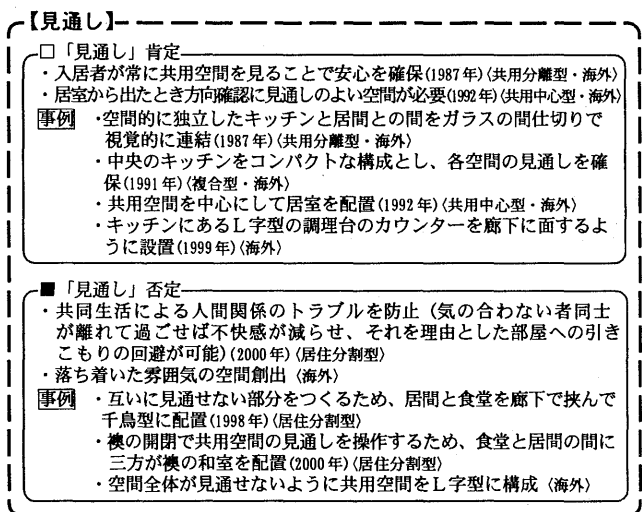 【見通し】
□「見通し」肯定
・入居者が常に共用空間を見ることで安心を確保(1987年)〈共用分離型・海外〉
・居室から出たとき方向確認に見通しのよい空間が必要(1992年)〈共用中心型・海外〉
事例 ・空間的に独立したキッチンと居間との間をガラスの間仕切りで
視覚的に連結(1987年)〈共用分離型・海外〉
・中央のキッチンをコンパクトな構成とし、各空間の見通しを確
保(1991年)〈複合型・海外〉
・共用空間を中心にして居室を配置(1992年)〈共用中心型・海外〉
・キッチンにあるL字型の調理台のカウンターを廊下に面するよ
うに設置(1999年)〈海外〉
■「見通し」否定
・共同生活による人間関係のトラブルを防止(気の合わない者同士
が離れて過ごせば不快感が減らせ、それを理由とした部屋への引き
こもりの回避が可能)(2000年)〈居住分割型〉
・落ち着いた雰囲気の空間創出〈海外〉
事例 ・互いに見通せない部分をつくるため、居間と食堂を廊下で挟んで
千鳥型に配置(1998年)〈居住分割型〉
・襖の開閉で共用空間の見通しを操作するため、食堂と居間の間に
三方が襖の和室を配置(2000年)〈居住分割型〉
・空間全体が見通せないように共用空間をL字型に構成〈海外〉